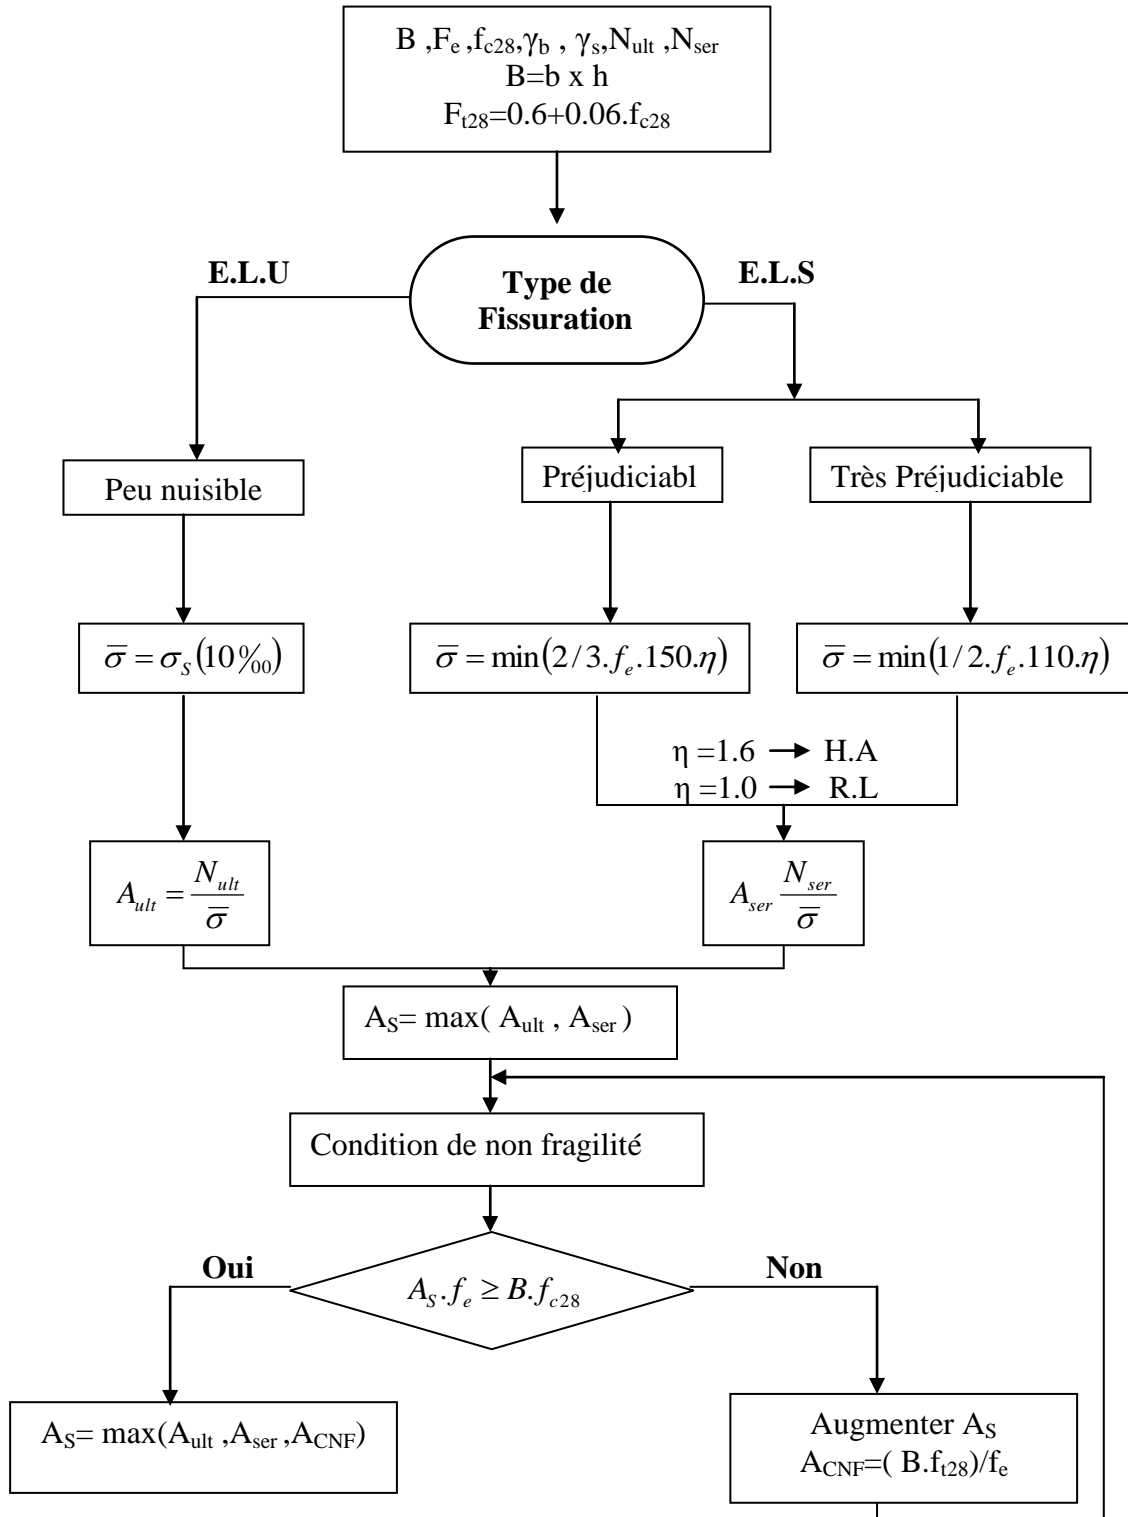 B ,Fe ,fc28,γb , γs,Nult ,Nser
B=b x h
Ft28=0.6+0.06.fc28
E.L.U
E.L.S
Type de
Fissuration
Peu nuisible
Préjudiciabl
Très Préjudiciable
σ̅ = σS(10‰)
σ̅ = min(2/3.fe.150.η)
σ̅ = min(1/2.fe.110.η)
η =1.6 → H.A
η =1.0 → R.L
Ault = Nult / σ̅
Aser Nser / σ̅
AS= max( Ault , Aser )
Condition de non fragilité
Oui
Non
AS.fe ≥ B.fc28
AS= max(Ault ,Aser ,ACNF)
Augmenter AS
ACNF=( B.ft28)/fe